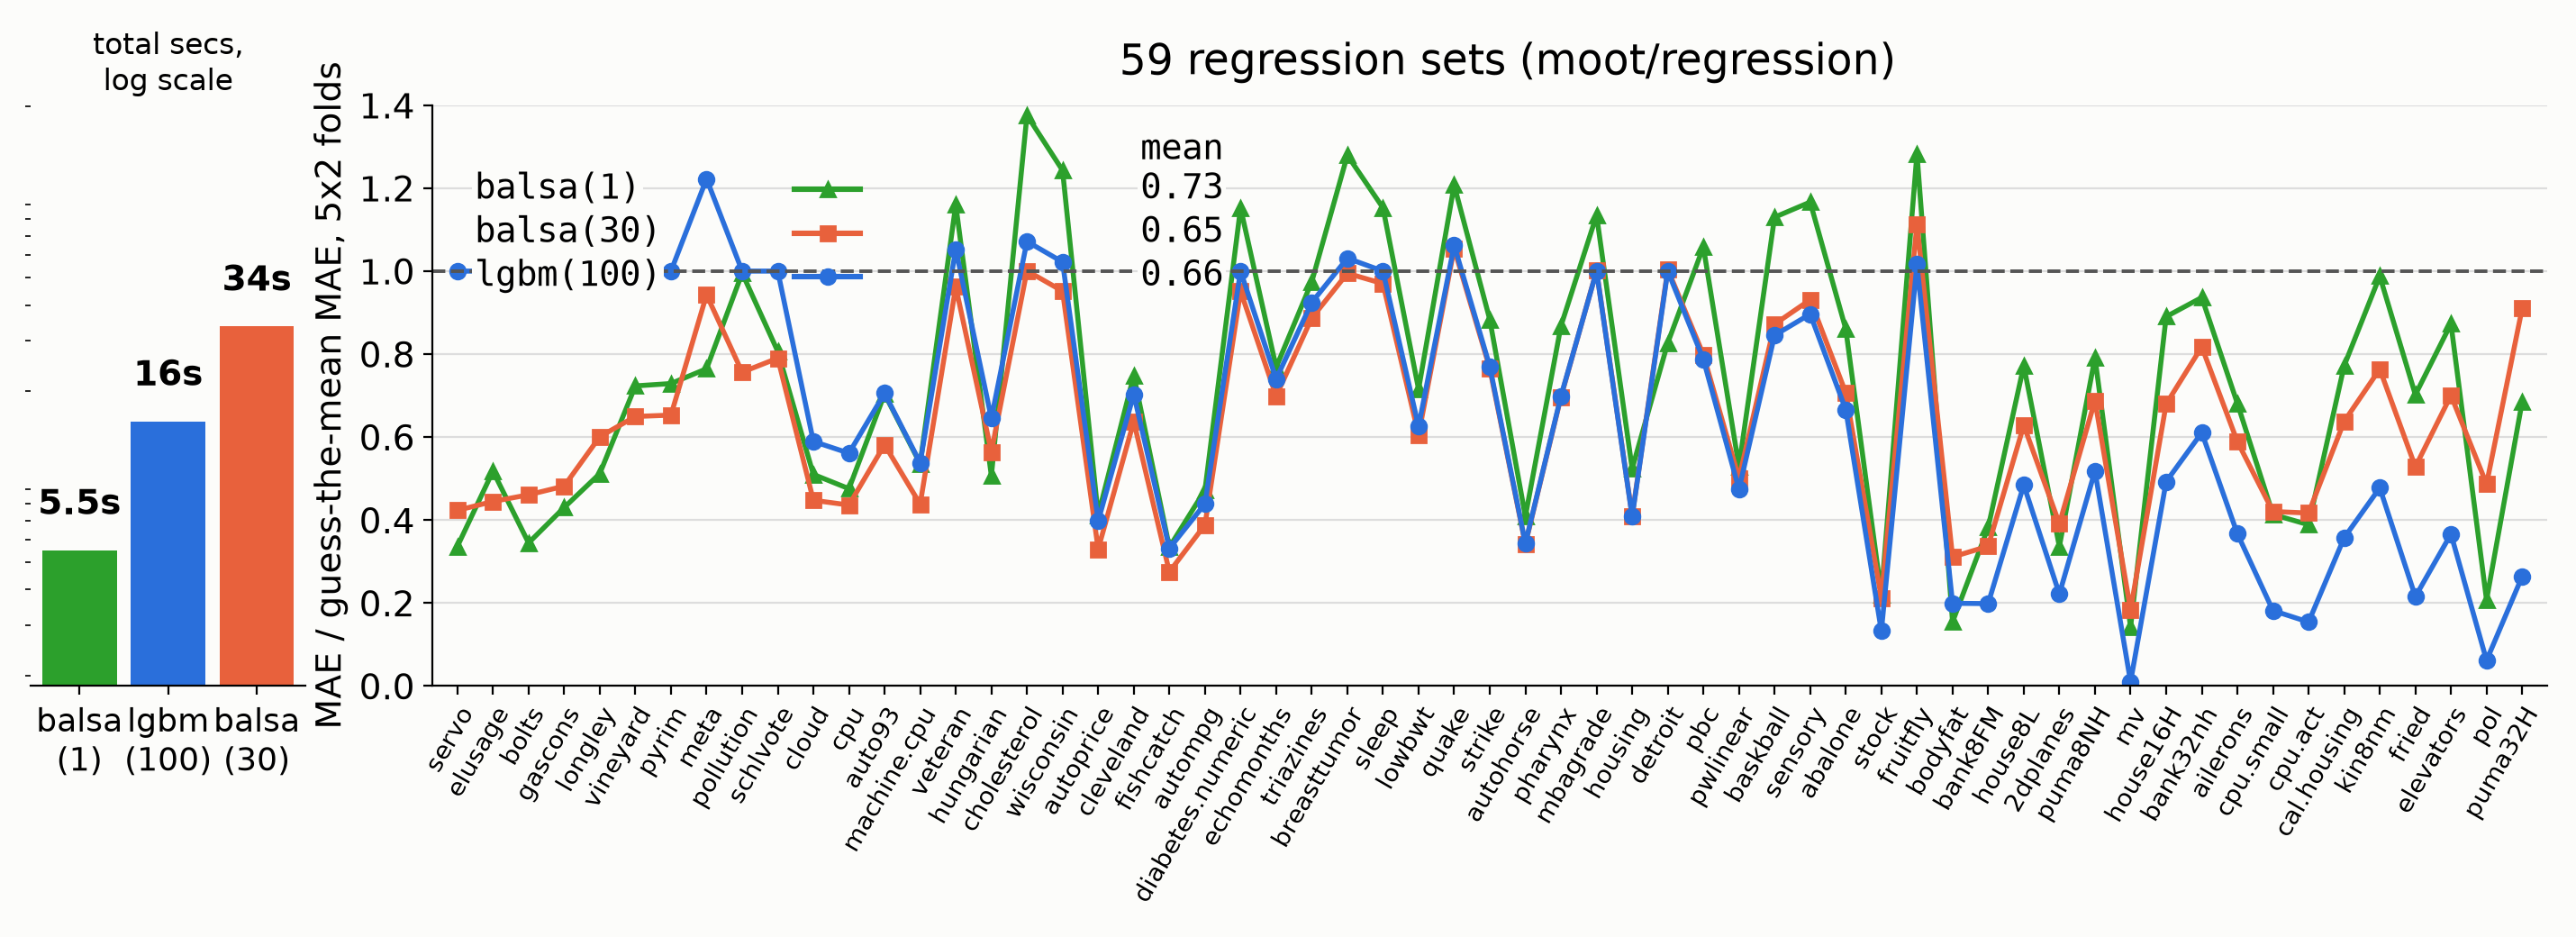 total secs,
log scale
34s
16s
5.5s
balsa
(1)
lgbm
(100)
balsa
(30)
59 regression sets (moot/regression)
MAE / guess-the-mean MAE, 5x2 folds
1.4
1.2
1.0
0.8
0.6
0.4
0.2
0.0
mean
balsa(1) 0.73
balsa(30) 0.65
lgbm(100) 0.66
servo
elusage
bolts
gascons
longley
vineyard
pyrim
meta
pollution
schlvote
cloud
cpu
auto93
machine.cpu
veteran
hungarian
cholesterol
wisconsin
autoprice
cleveland
fishcatch
autompg
diabetes.numeric
echomonths
triazines
breasttumor
sleep
lowbwt
quake
strike
autohorse
pharynx
mbagrade
housing
detroit
pbc
pwlinear
baskball
sensory
abalone
stock
fruitfly
bodyfat
bank8FM
house8L
2dplanes
puma8NH
mv
house16H
bank32nh
ailerons
cpu.small
cpu.act
cal.housing
kin8nm
fried
elevators
pol
puma32H